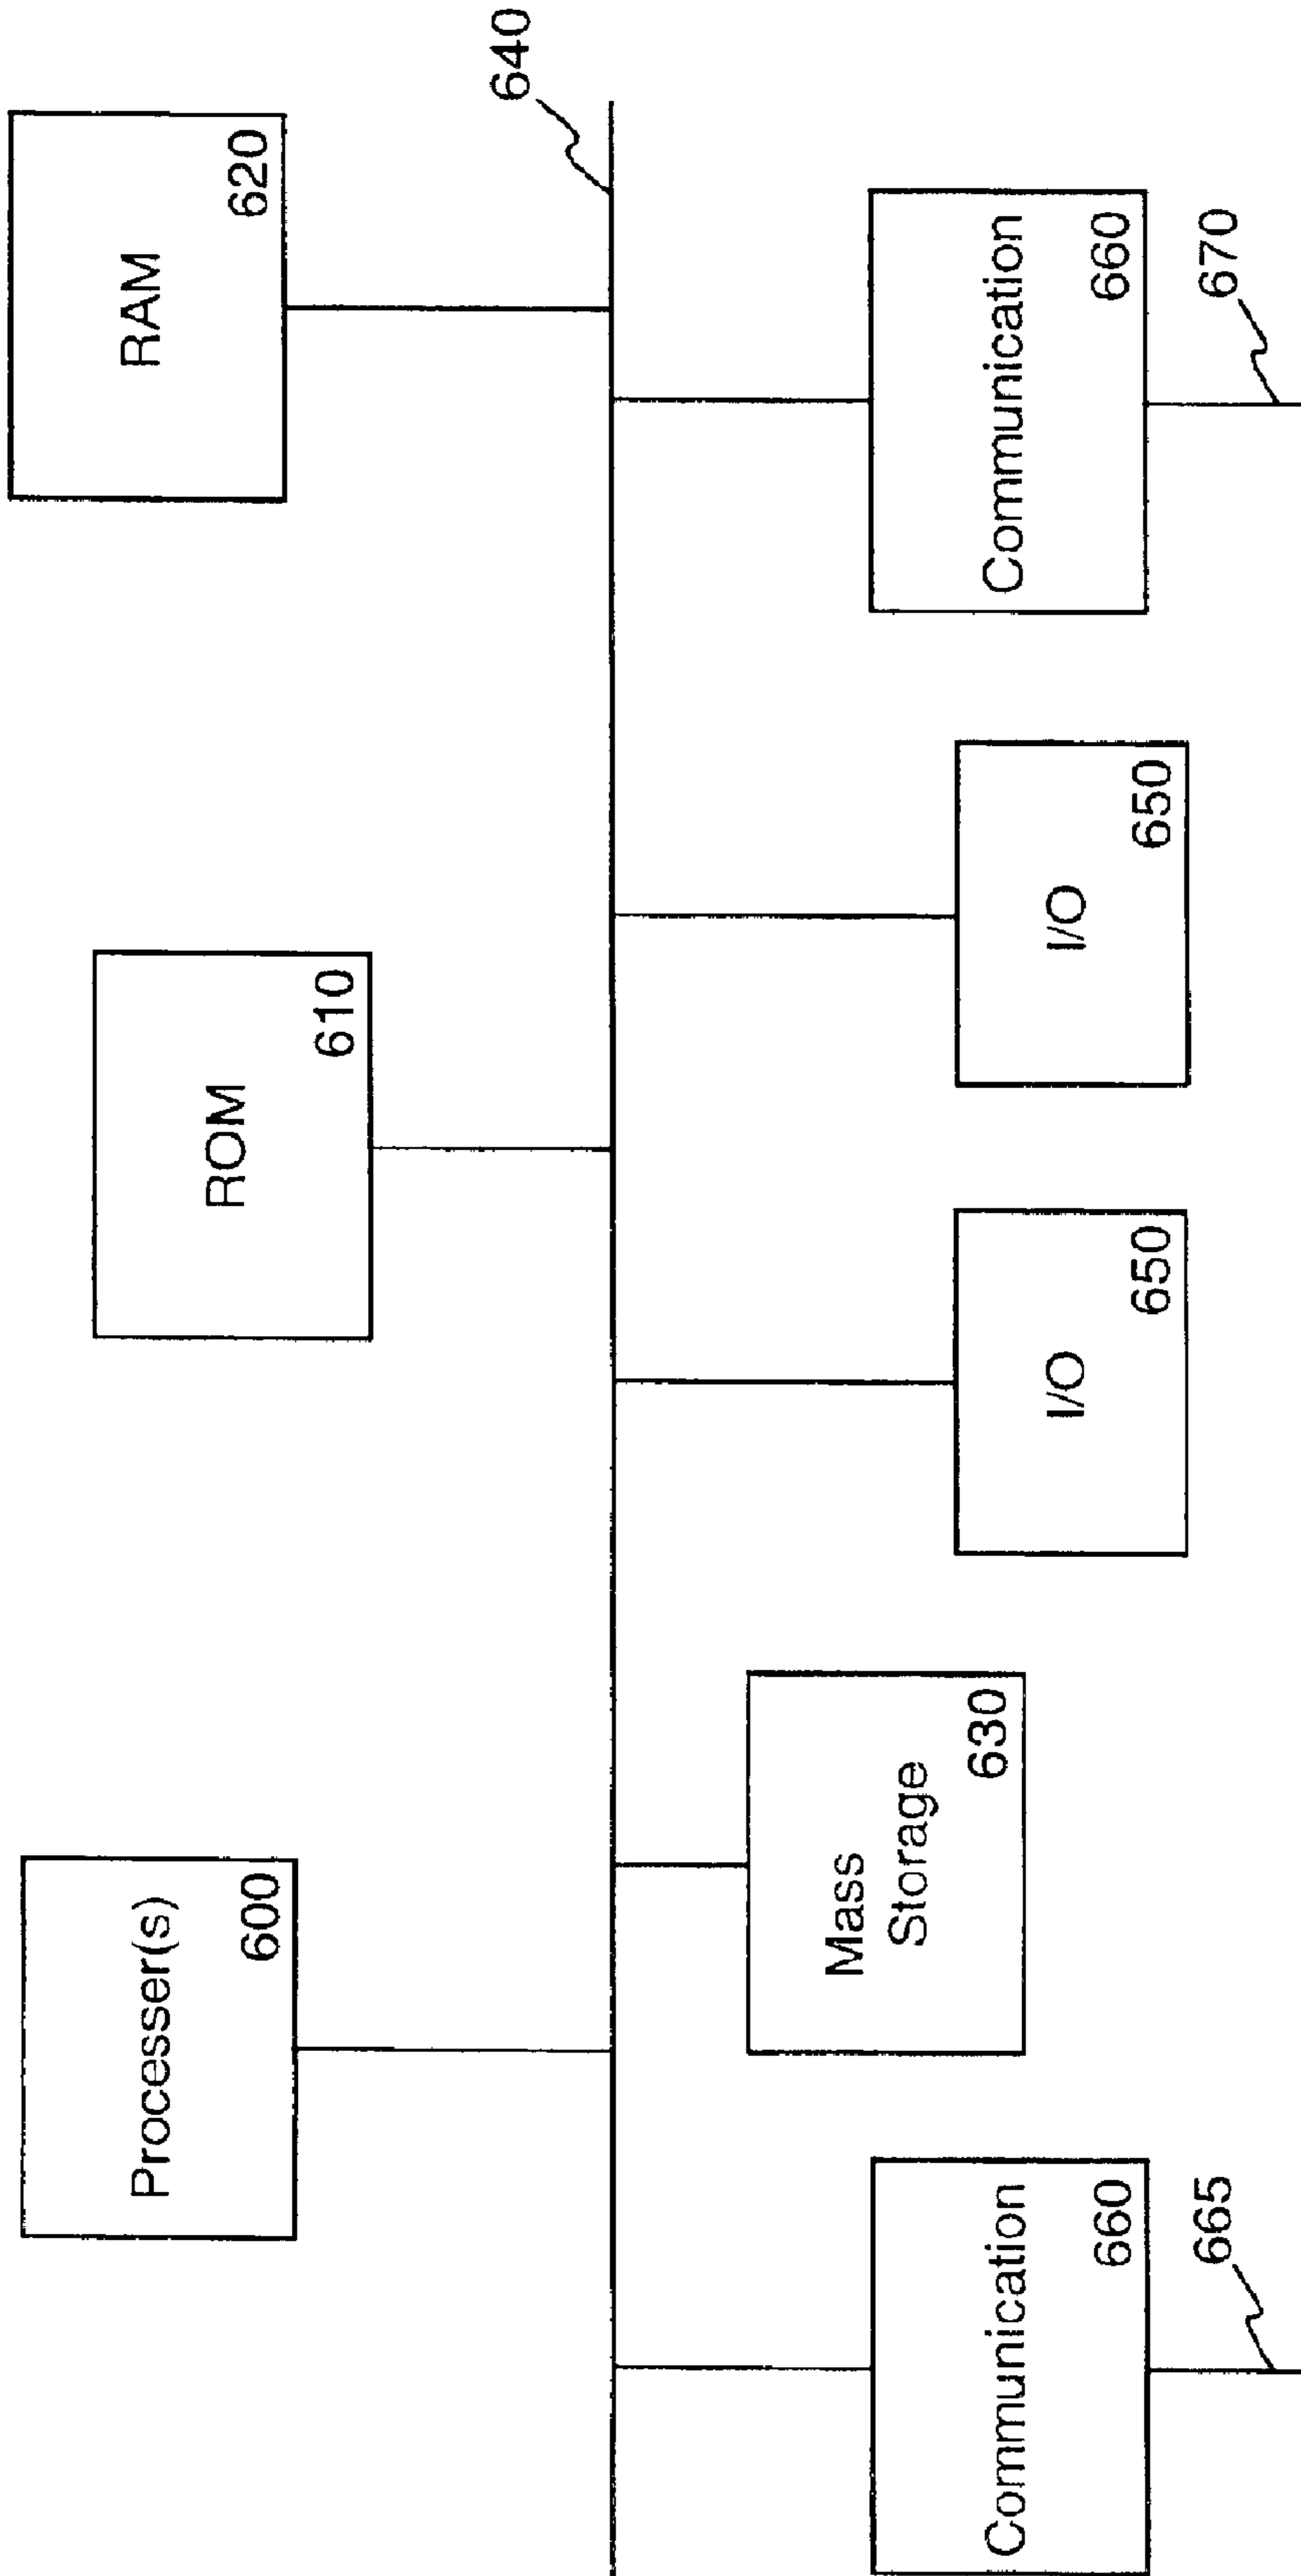 Processer(s)
600
ROM
610
RAM
620
640
Communication
660
665
Mass
Storage
630
I/O
650
I/O
650
Communication
660
670